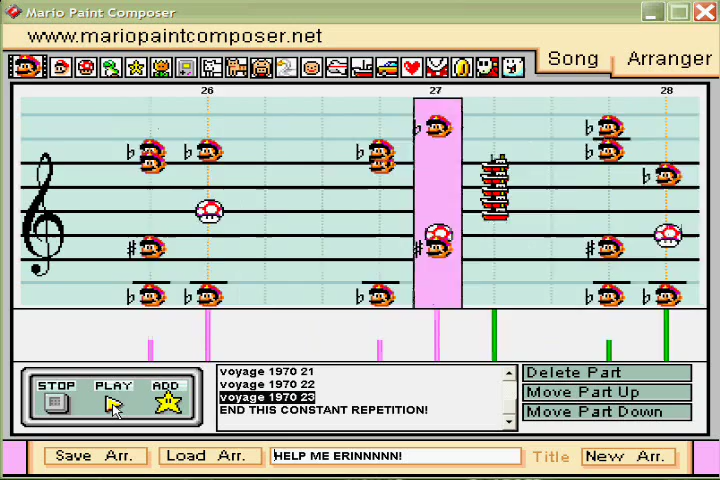 Mario Paint Composer
www.mariopaintcomposer.net
Song
Arranger
26
27
28
voyage 1970 21
voyage 1970 22
voyage 1970 23
END THIS CONSTANT REPETITION!
STOP
PLAY
ADD
Delete Part
Move Part Up
Move Part Down
Save Arr.
Load Arr.
HELP ME ERINNNNN!
Title
New Arr.